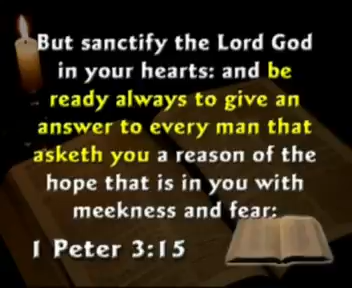 But sanctify the Lord God
in your hearts: and be
ready always to give an
answer to every man that
asketh you a reason of the
hope that is in you with
meekness and fear:
1 Peter 3:15